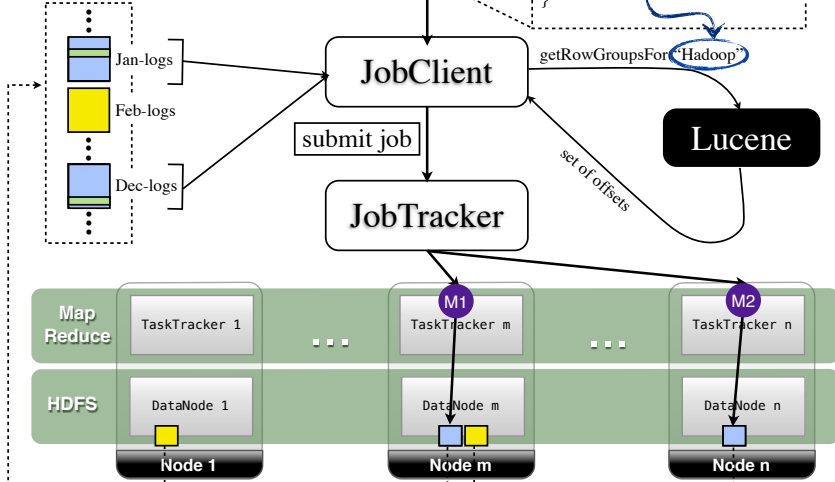 }
Jan-logs
Feb-logs
Dec-logs
JobClient
getRowGroupsFor(“Hadoop”)
Lucene
submit job
set of offsets
JobTracker
Map
Reduce
TaskTracker 1
...
M1
TaskTracker m
...
M2
TaskTracker n
HDFS
DataNode 1
DataNode m
DataNode n
Node 1
Node m
Node n